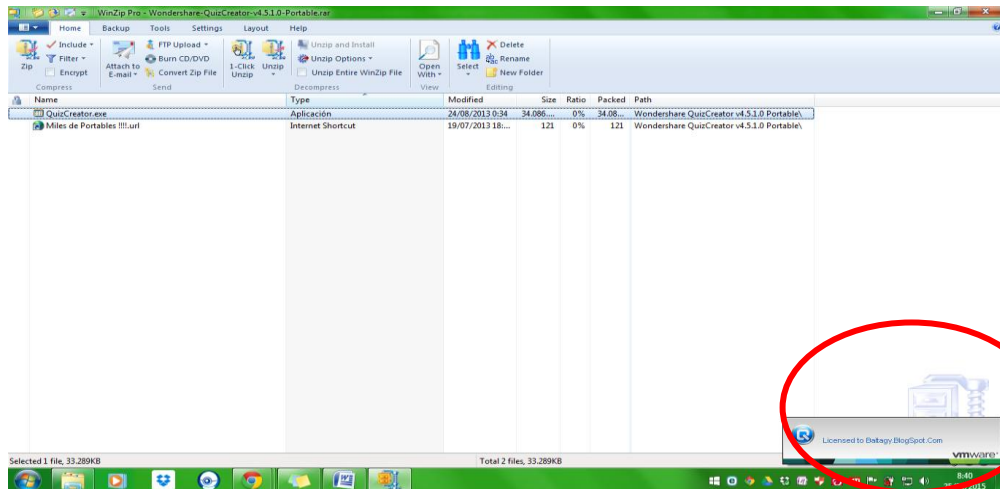 WinZip Pro - Wondershare-QuizCreator-v4.5.1.0-Portable.rar
Home Backup Tools Settings Layout Help
Include FTP Upload Unzip and Install Delete
Filter Burn CD/DVD Unzip Options Rename
Encrypt Convert Zip File Unzip Entire WinZip File New Folder
Zip Attach to E-mail 1-Click Unzip Unzip Open With Select
Compress Send Decompress View Editing
Name Type Modified Size Ratio Packed Path
QuizCreator.exe Aplicación 24/08/2013 0:34 34.086.... 0% 34.08... Wondershare QuizCreator v4.5.1.0 Portable\
Miles de Portables !!!!.url Internet Shortcut 19/07/2013 18:... 121 0% 121 Wondershare QuizCreator v4.5.1.0 Portable\
Licensed to Baltagy.BlogSpot.Com
vmware
Selected 1 file, 33.289KB Total 2 files, 33.289KB
8:40